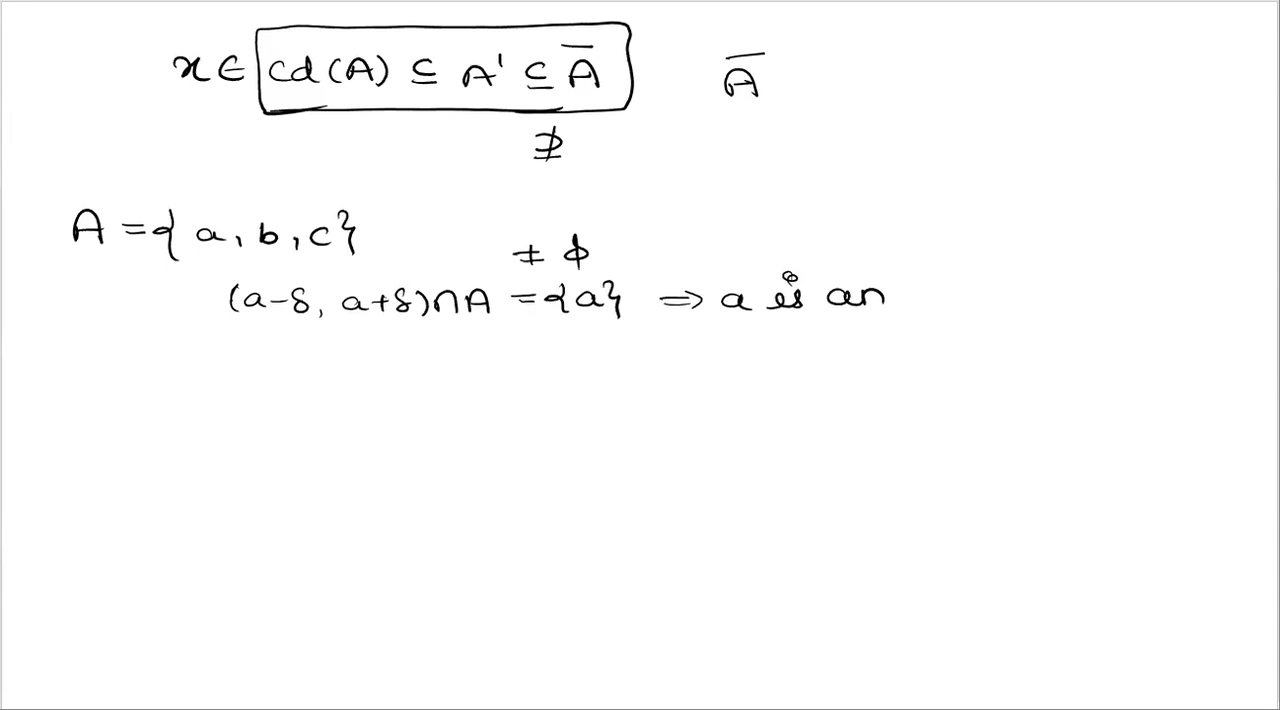 x ∈ cd(A) ⊆ A' ⊆ A̅ A̅
⊉
A = {a, b, c}
≠ ϕ
(a-δ, a+δ)∩A = {a} ⇒ a is an